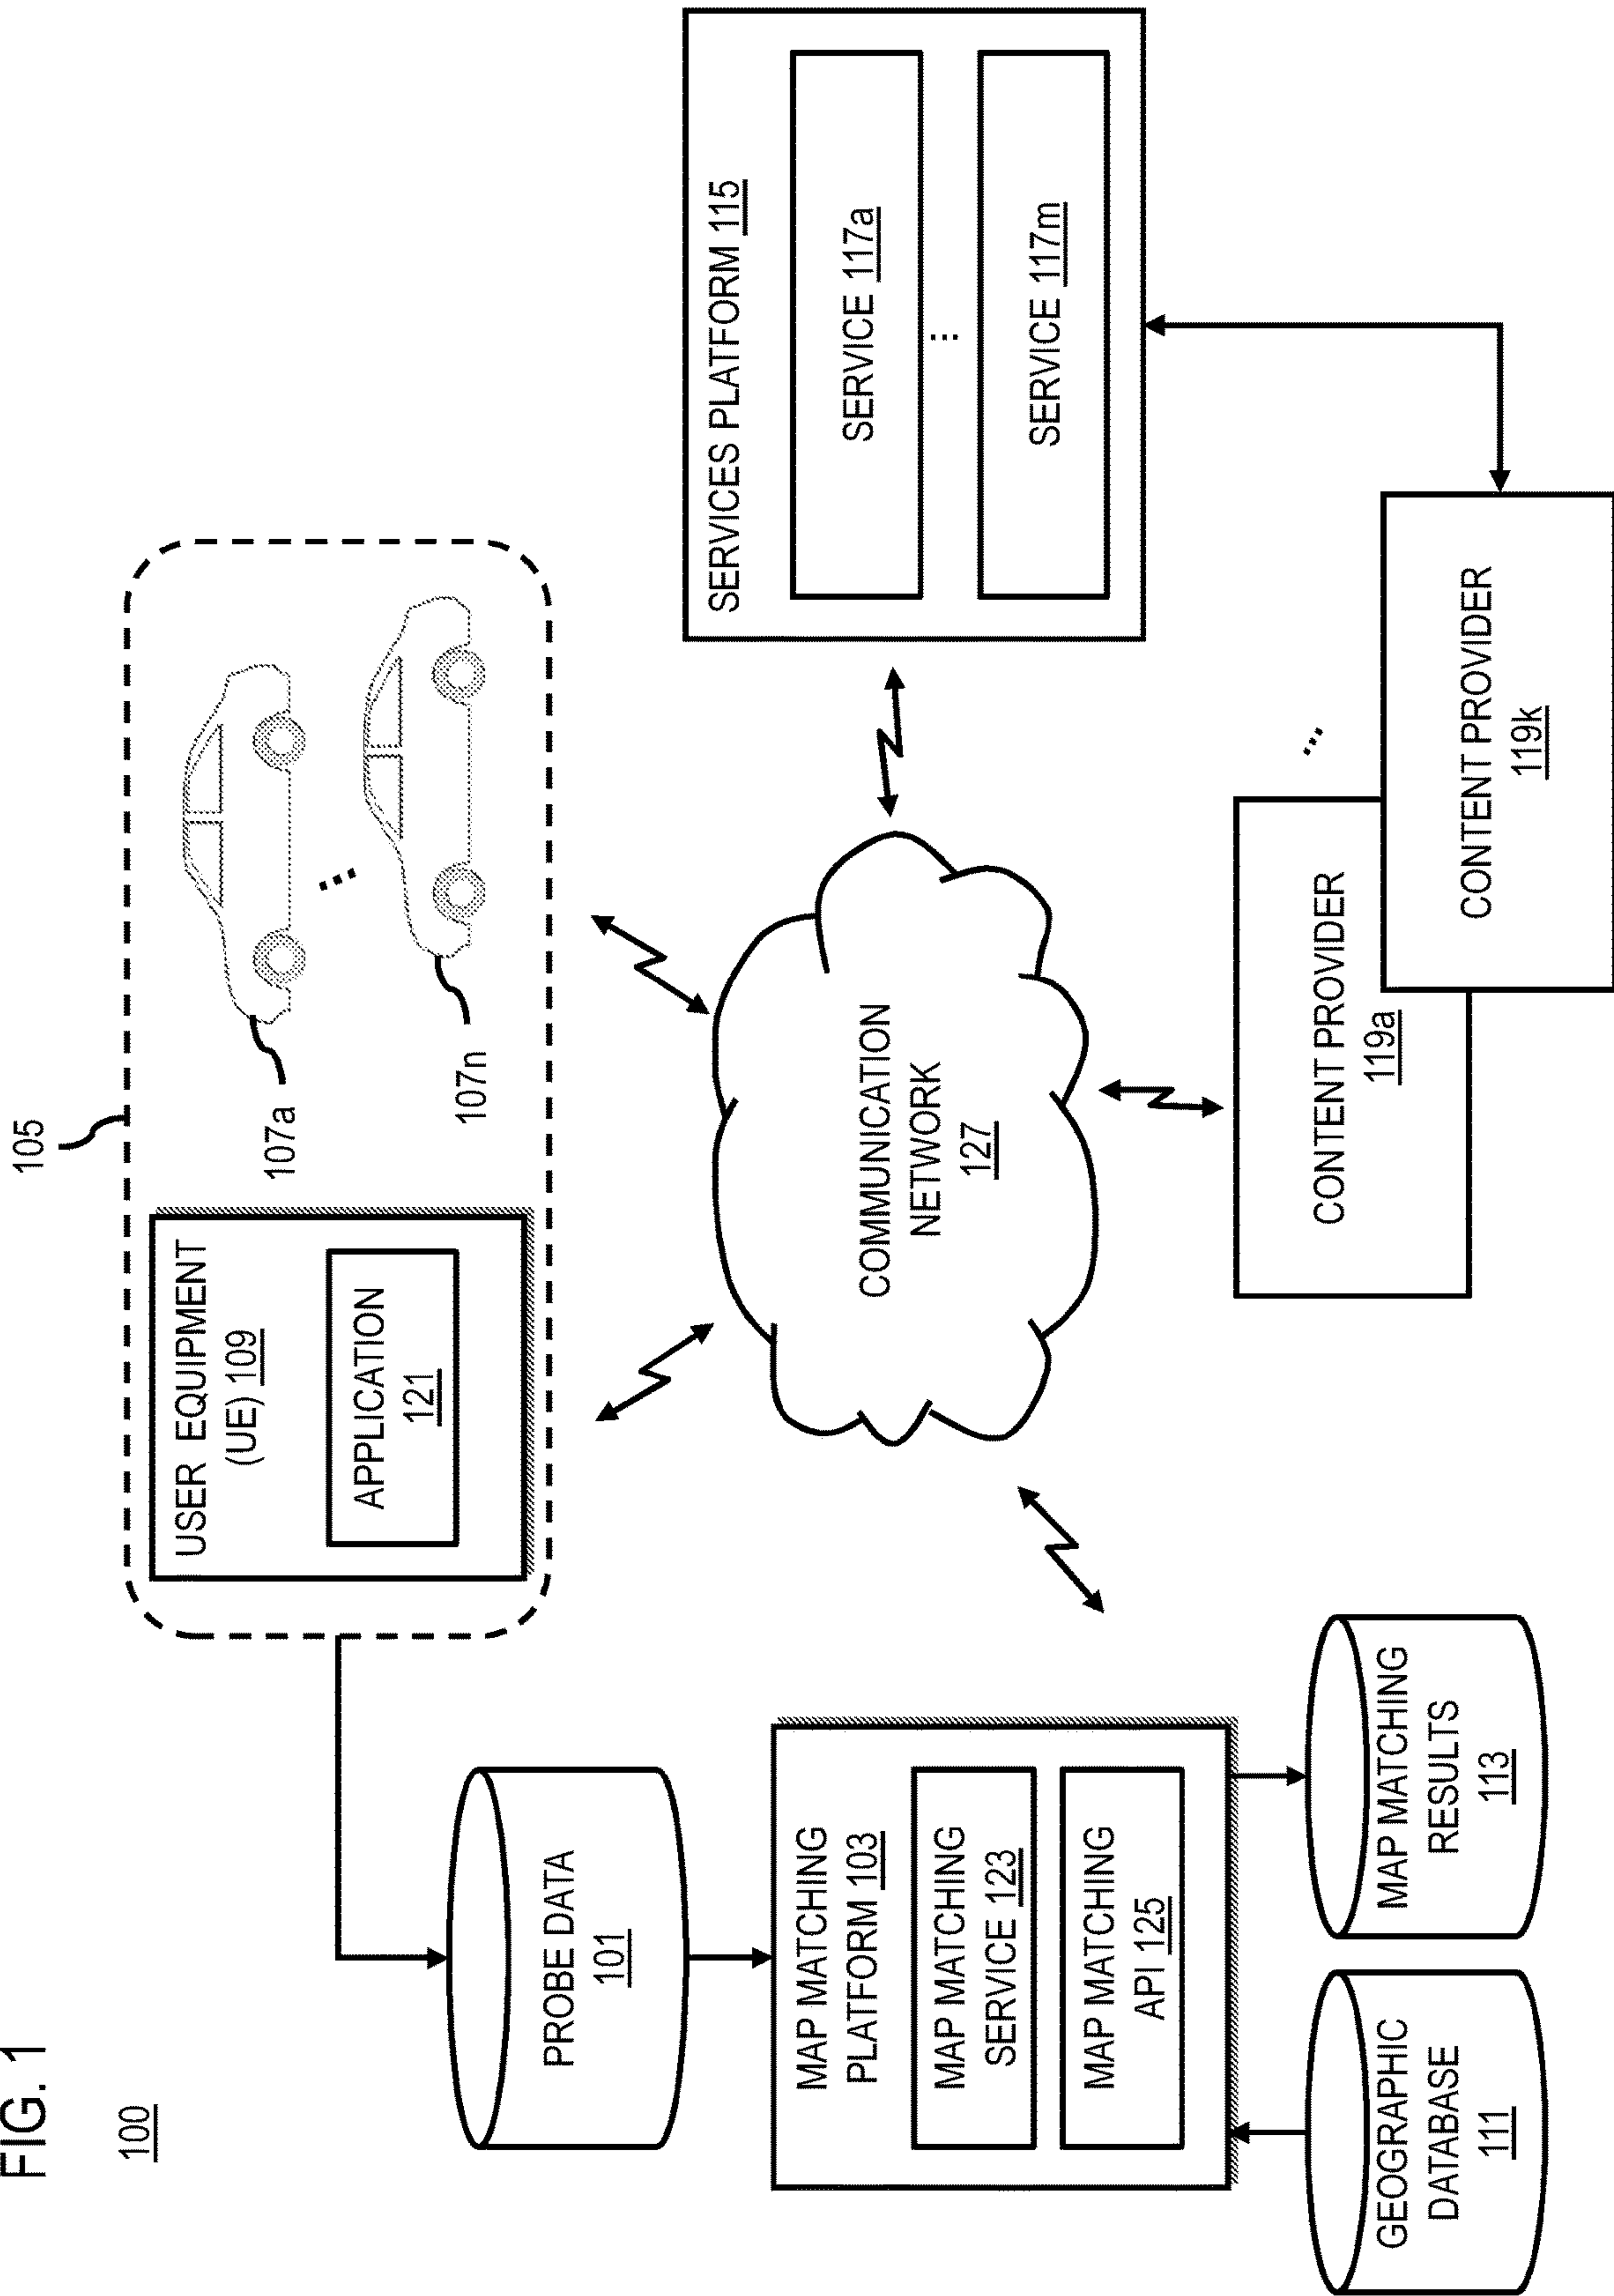 FIG. 1
100
105
USER EQUIPMENT
(UE) 109
APPLICATION
121
107a
...
107n
PROBE DATA
101
MAP MATCHING
PLATFORM 103
MAP MATCHING
SERVICE 123
MAP MATCHING
API 125
GEOGRAPHIC
DATABASE
111
MAP MATCHING
RESULTS
113
COMMUNICATION
NETWORK
127
SERVICES PLATFORM 115
SERVICE 117a
...
SERVICE 117m
CONTENT PROVIDER
119a
...
CONTENT PROVIDER
119k